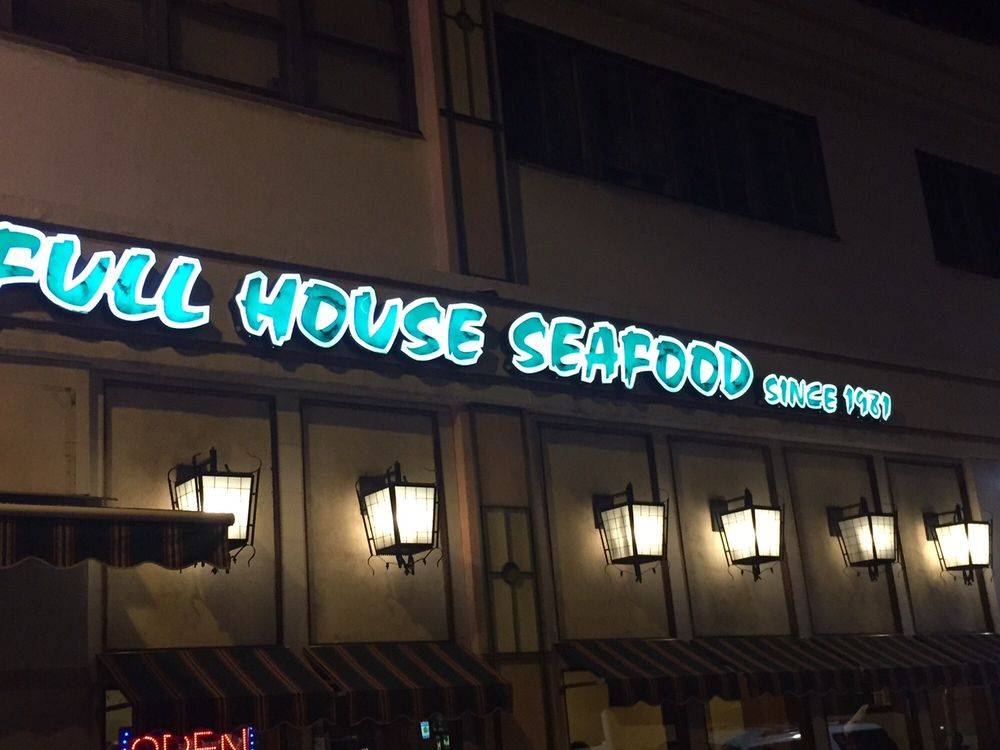 FULL HOUSE SEAFOOD SINCE 1981
OPEN